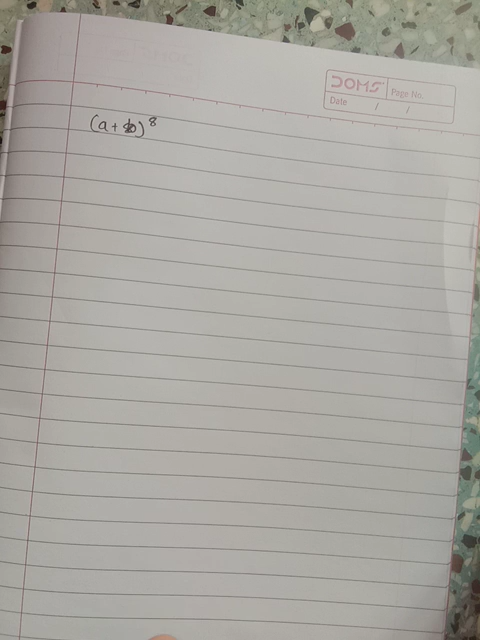 DOMS Page No.
Date / /
(a+b)⁸